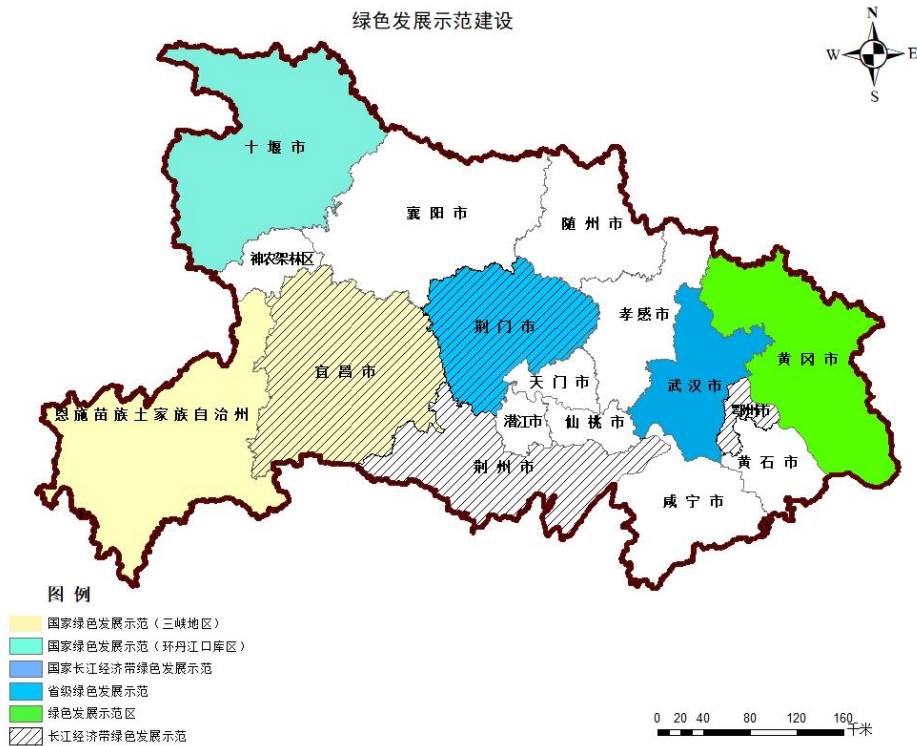 绿色发展示范建设
N
W
E
S
十堰市
襄阳市
随州市
神农架林区
荆门市
孝感市
宜昌市
黄冈市
天门市
武汉市
恩施苗族土家族自治州
潜江市
仙桃市
鄂州市
荆州市
黄石市
咸宁市
图例
国家绿色发展示范（三峡地区）
国家绿色发展示范（环丹江口库区）
国家长江经济带绿色发展示范
省级绿色发展示范
绿色发展示范区
长江经济带绿色发展示范
0 20 40 80 120 160
千米